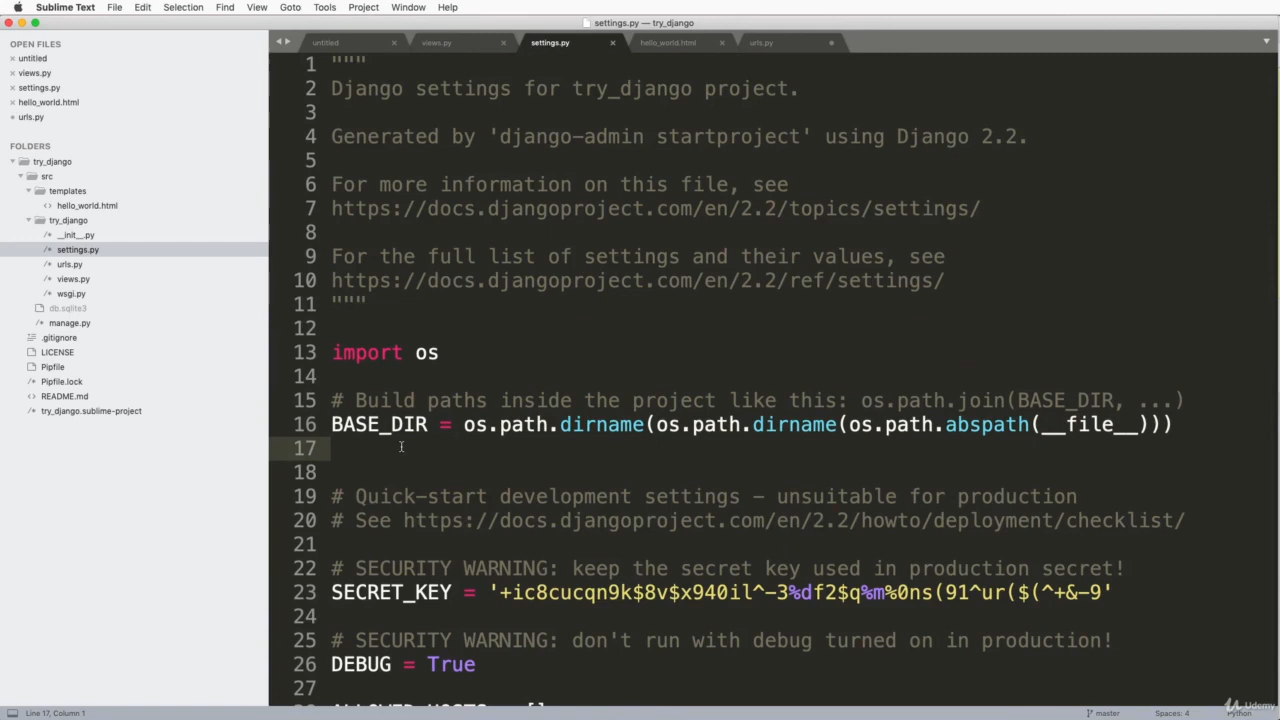 Sublime Text File Edit Selection Find View Goto Tools Project Window Help
settings.py — try_django
OPEN FILES
untitled
views.py
settings.py
hello_world.html
urls.py
FOLDERS
try_django
src
templates
<> hello_world.html
try_django
/* __init__.py
/* settings.py
/* urls.py
/* views.py
/* wsgi.py
db.sqlite3
/* manage.py
.gitignore
LICENSE
Pipfile
Pipfile.lock
README.md
try_django.sublime-project
untitled views.py settings.py hello_world.html urls.py
1 """
2 Django settings for try_django project.
3
4 Generated by 'django-admin startproject' using Django 2.2.
5
6 For more information on this file, see
7 https://docs.djangoproject.com/en/2.2/topics/settings/
8
9 For the full list of settings and their values, see
10 https://docs.djangoproject.com/en/2.2/ref/settings/
11 """
12
13 import os
14
15 # Build paths inside the project like this: os.path.join(BASE_DIR, ...)
16 BASE_DIR = os.path.dirname(os.path.dirname(os.path.abspath(__file__)))
17
18
19 # Quick-start development settings - unsuitable for production
20 # See https://docs.djangoproject.com/en/2.2/howto/deployment/checklist/
21
22 # SECURITY WARNING: keep the secret key used in production secret!
23 SECRET_KEY = '+ic8cucqn9k$8v$x940il^-3%df2$q%m%0ns(91^ur($(^+&-9'
24
25 # SECURITY WARNING: don't run with debug turned on in production!
26 DEBUG = True
27
28 ALLOWED_HOSTS = []
Line 17, Column 1 master Spaces: 4 Python
Udemy